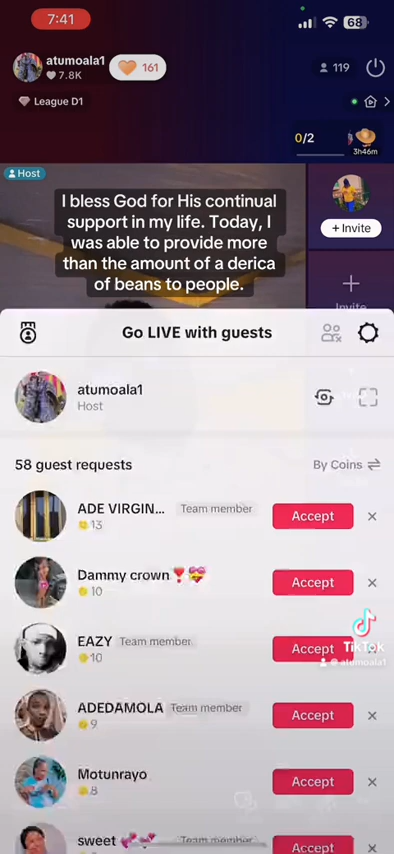 7:41
68
atumoala1
7.8K
161
119
League D1
0/2
3h46m
Host
I bless God for His continual
support in my life. Today, I
was able to provide more
than the amount of a derica
of beans to people.
+ Invite
Invite
Go LIVE with guests
atumoala1
Host
58 guest requests
By Coins
ADE VIRGIN...
Team member
13
Accept
Dammy crown
10
Accept
EAZY
Team member
10
Accept
TikTok
@atumoala1
ADEDAMOLA
Team member
9
Accept
Motunrayo
8
Accept
sweet
Team member
Accept